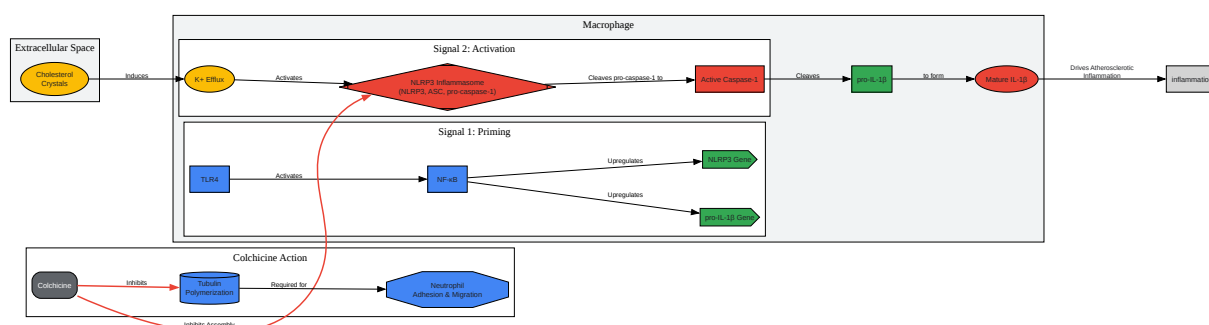 Macrophage
Extracellular Space
Signal 2: Activation
Cholesterol
Crystals
Induces
K+ Efflux
Activates
NLRP3 Inflammasome
(NLRP3, ASC, pro-caspase-1)
Cleaves pro-caspase-1 to
Active Caspase-1
Cleaves
pro-IL-1β
to form
Mature IL-1β
Drives Atherosclerotic
Inflammation
inflammatio
Signal 1: Priming
TLR4
Activates
NF-κB
Upregulates
NLRP3 Gene
Upregulates
pro-IL-1β Gene
Colchicine Action
Colchicine
Inhibits
Tubulin
Polymerization
Required for
Neutrophil
Adhesion & Migration
Inhibits Assembly